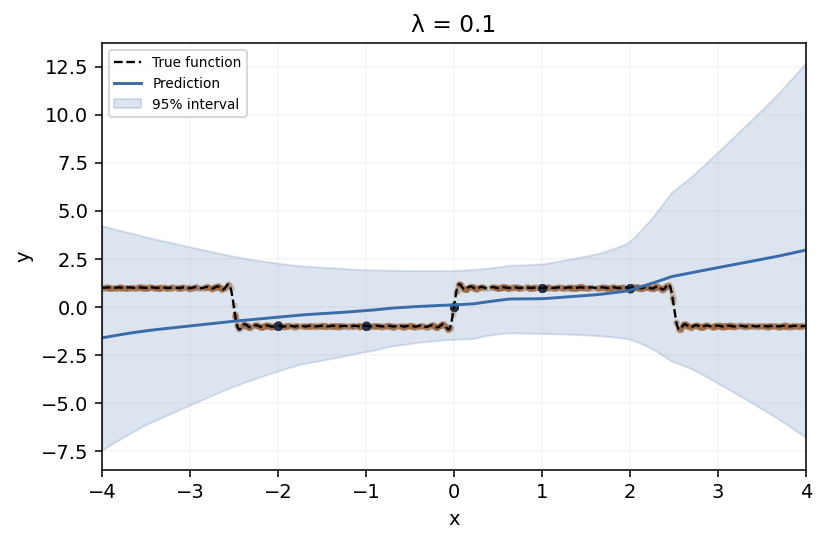 λ = 0.1
True function
Prediction
95% interval
12.5
10.0
7.5
5.0
2.5
0.0
−2.5
−5.0
−7.5
y
−4 −3 −2 −1 0 1 2 3 4
x